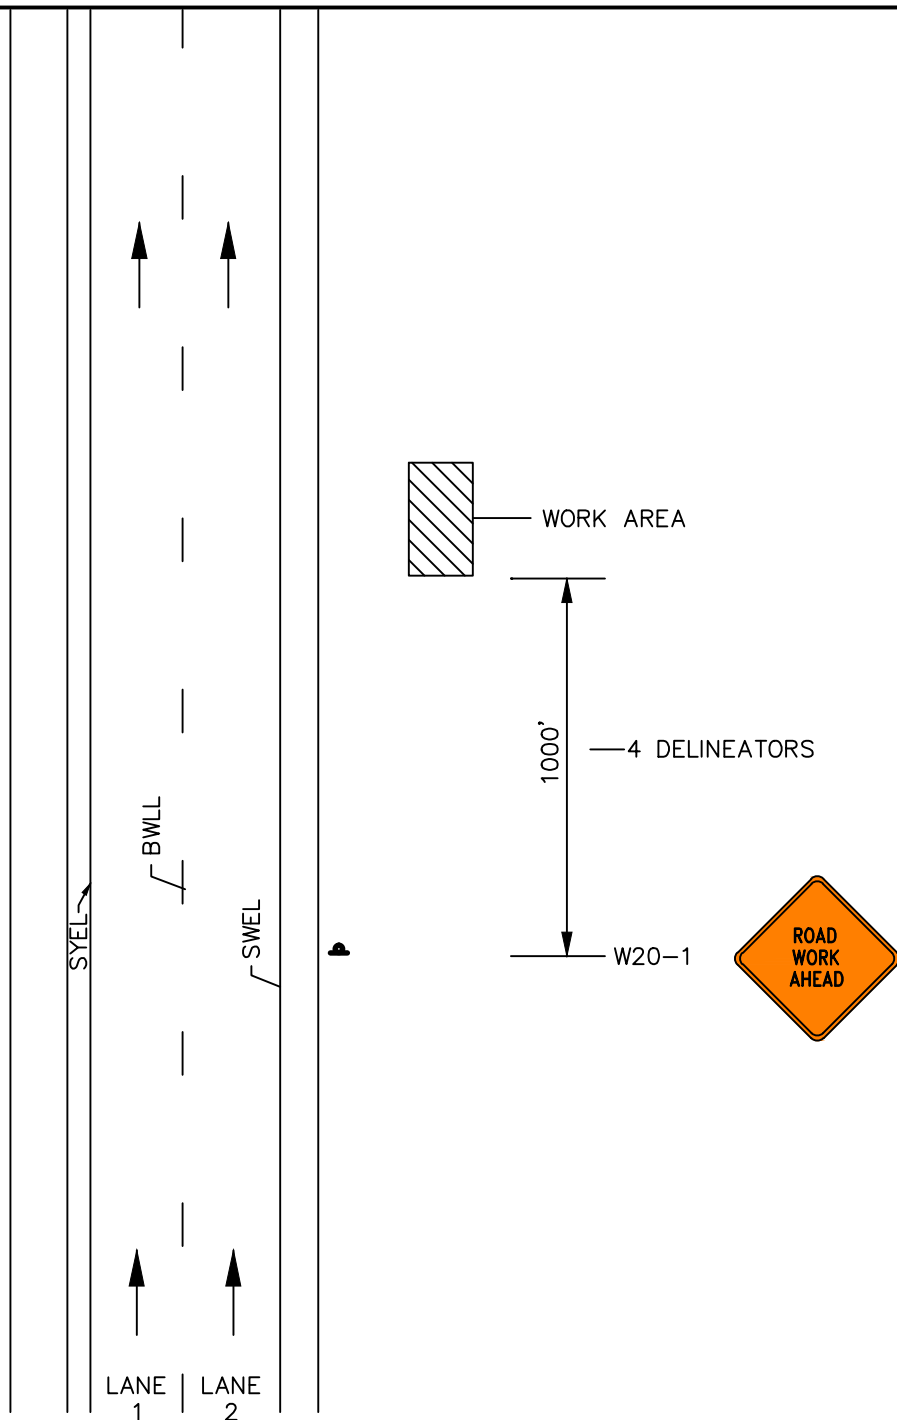 WORK AREA
1000'
4 DELINEATORS
BWLL
SYEL
SWEL
W20-1
ROAD
WORK
AHEAD
LANE
1
LANE
2